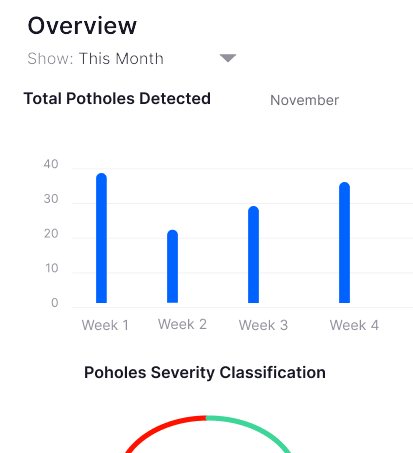 Overview
Show: This Month
Total Potholes Detected November
40
30
20
10
0
Week 1 Week 2 Week 3 Week 4
Poholes Severity Classification